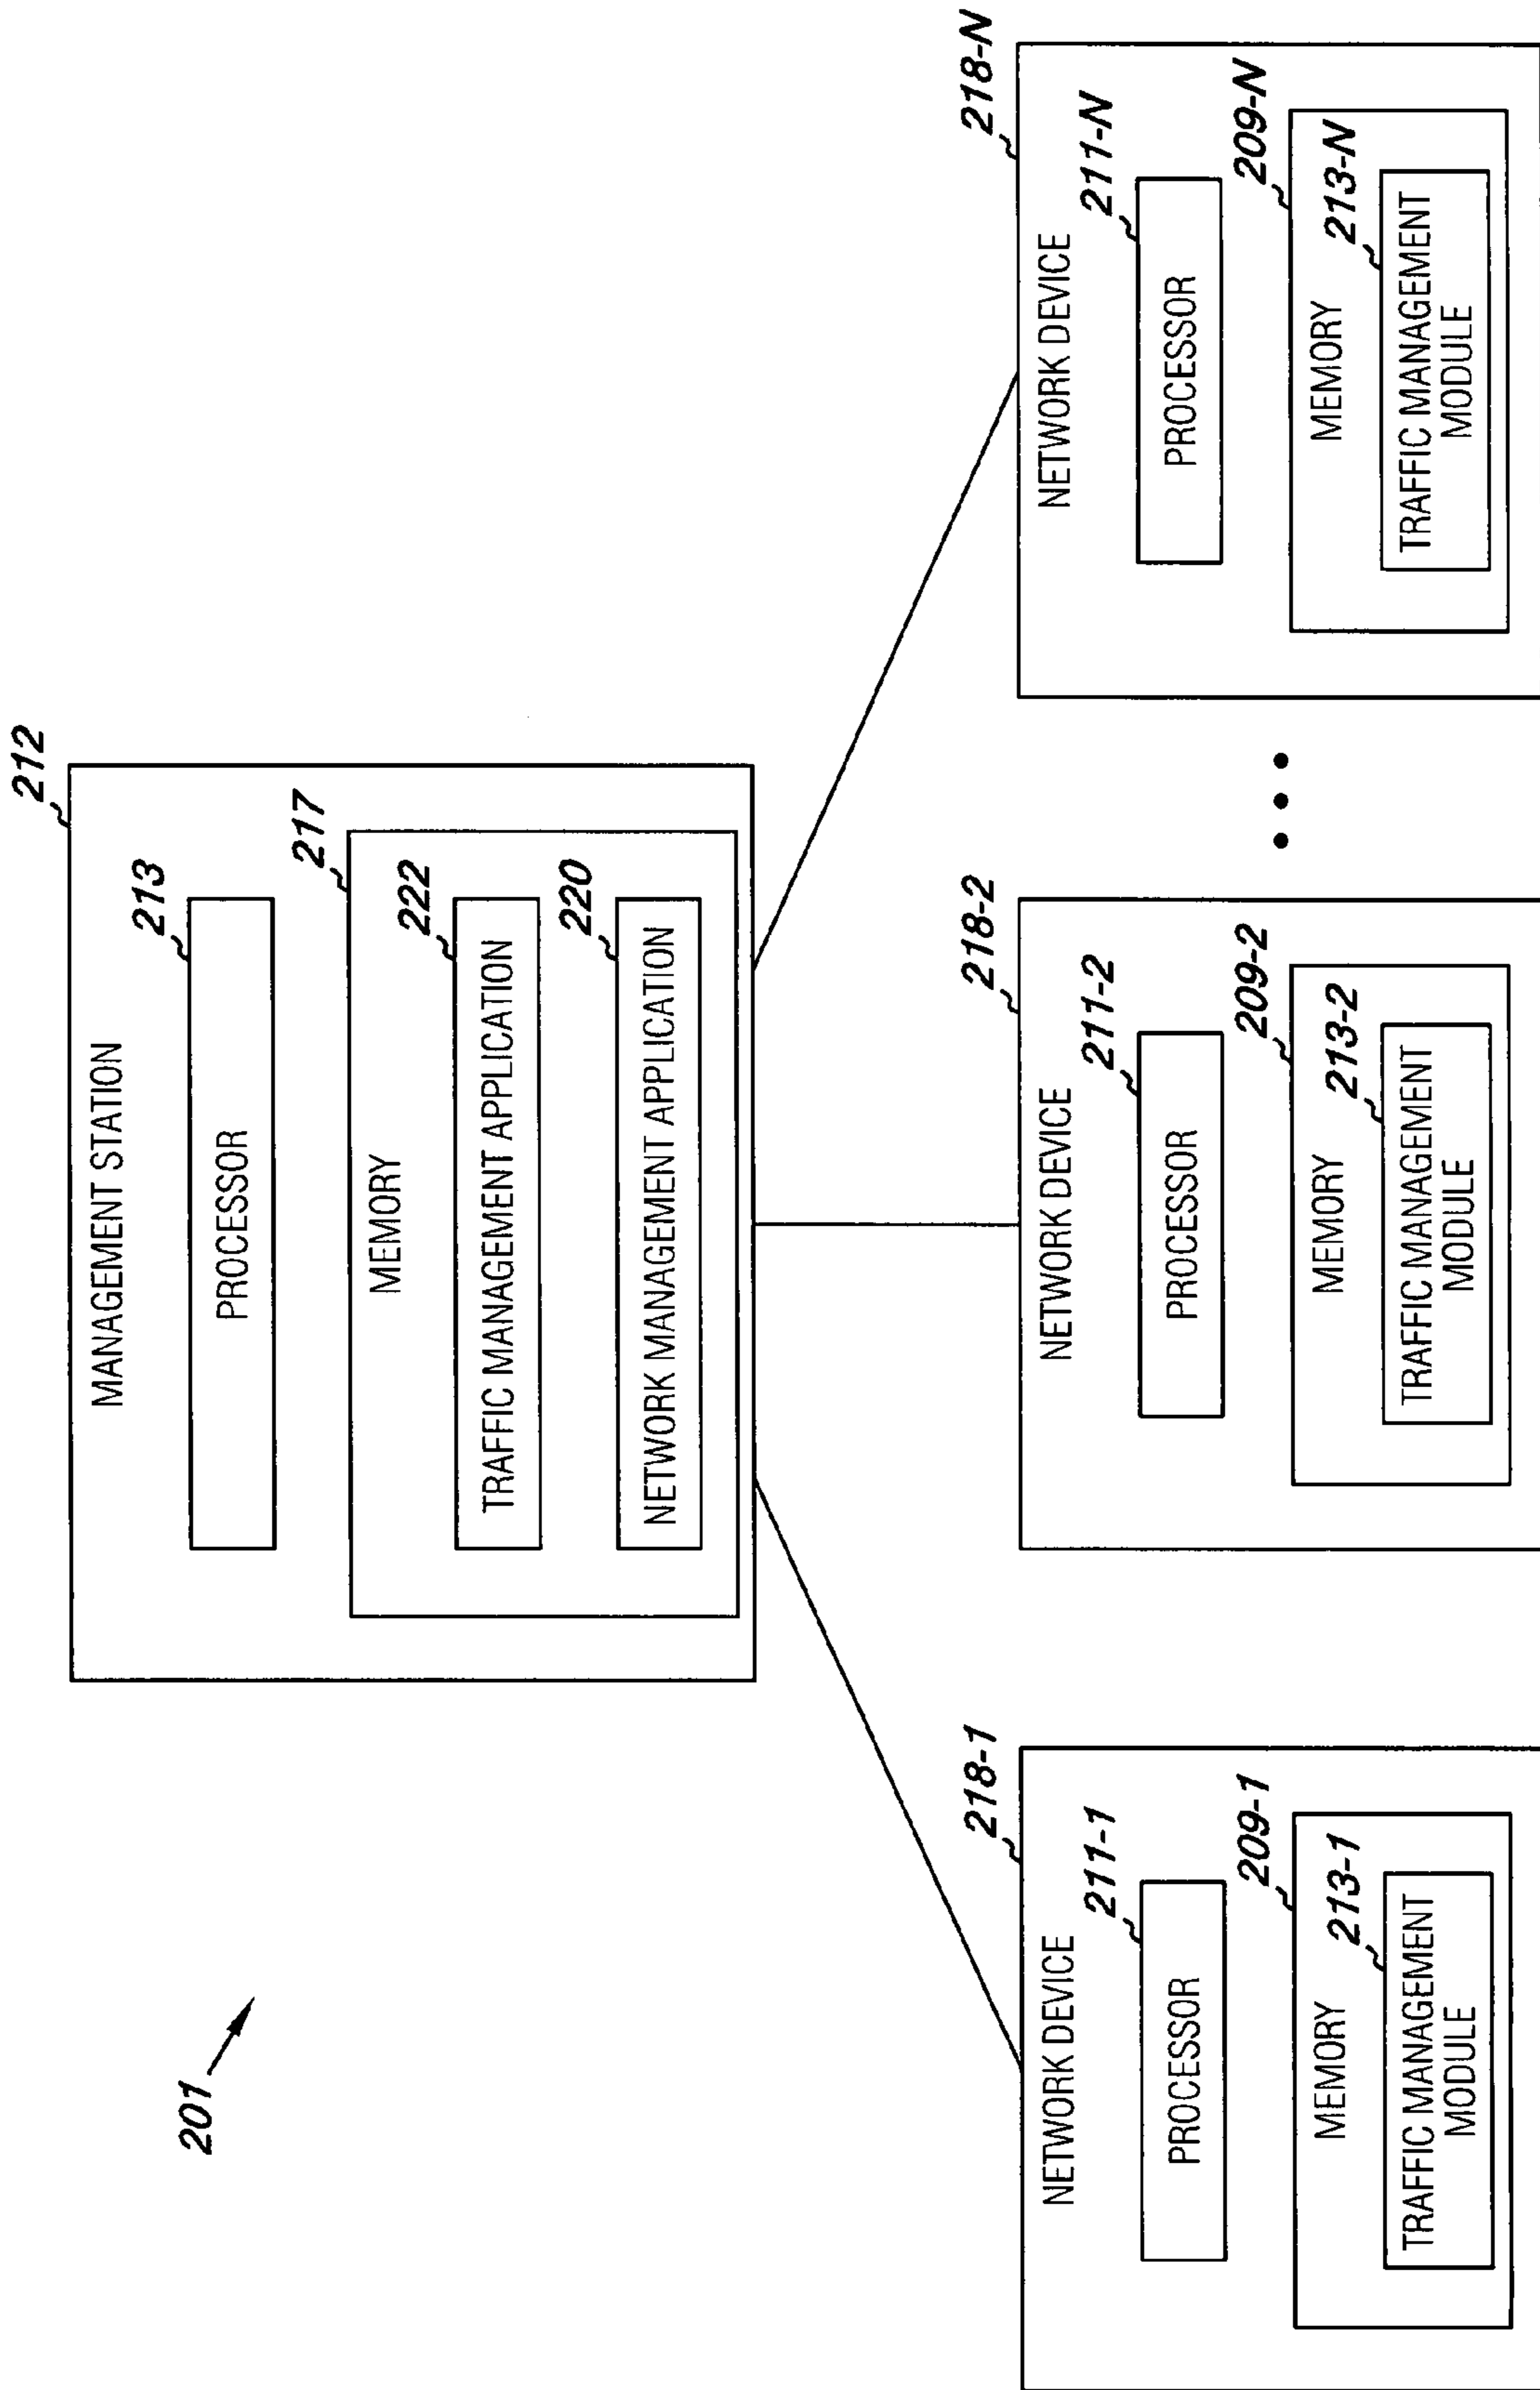 201
212
MANAGEMENT STATION
213
PROCESSOR
217
MEMORY
222
TRAFFIC MANAGEMENT APPLICATION
220
NETWORK MANAGEMENT APPLICATION
218-1
NETWORK DEVICE
211-1
PROCESSOR
209-1
MEMORY
213-1
TRAFFIC MANAGEMENT
MODULE
218-2
NETWORK DEVICE
211-2
PROCESSOR
209-2
MEMORY
213-2
TRAFFIC MANAGEMENT
MODULE
218-N
NETWORK DEVICE
211-N
PROCESSOR
209-N
MEMORY
213-N
TRAFFIC MANAGEMENT
MODULE